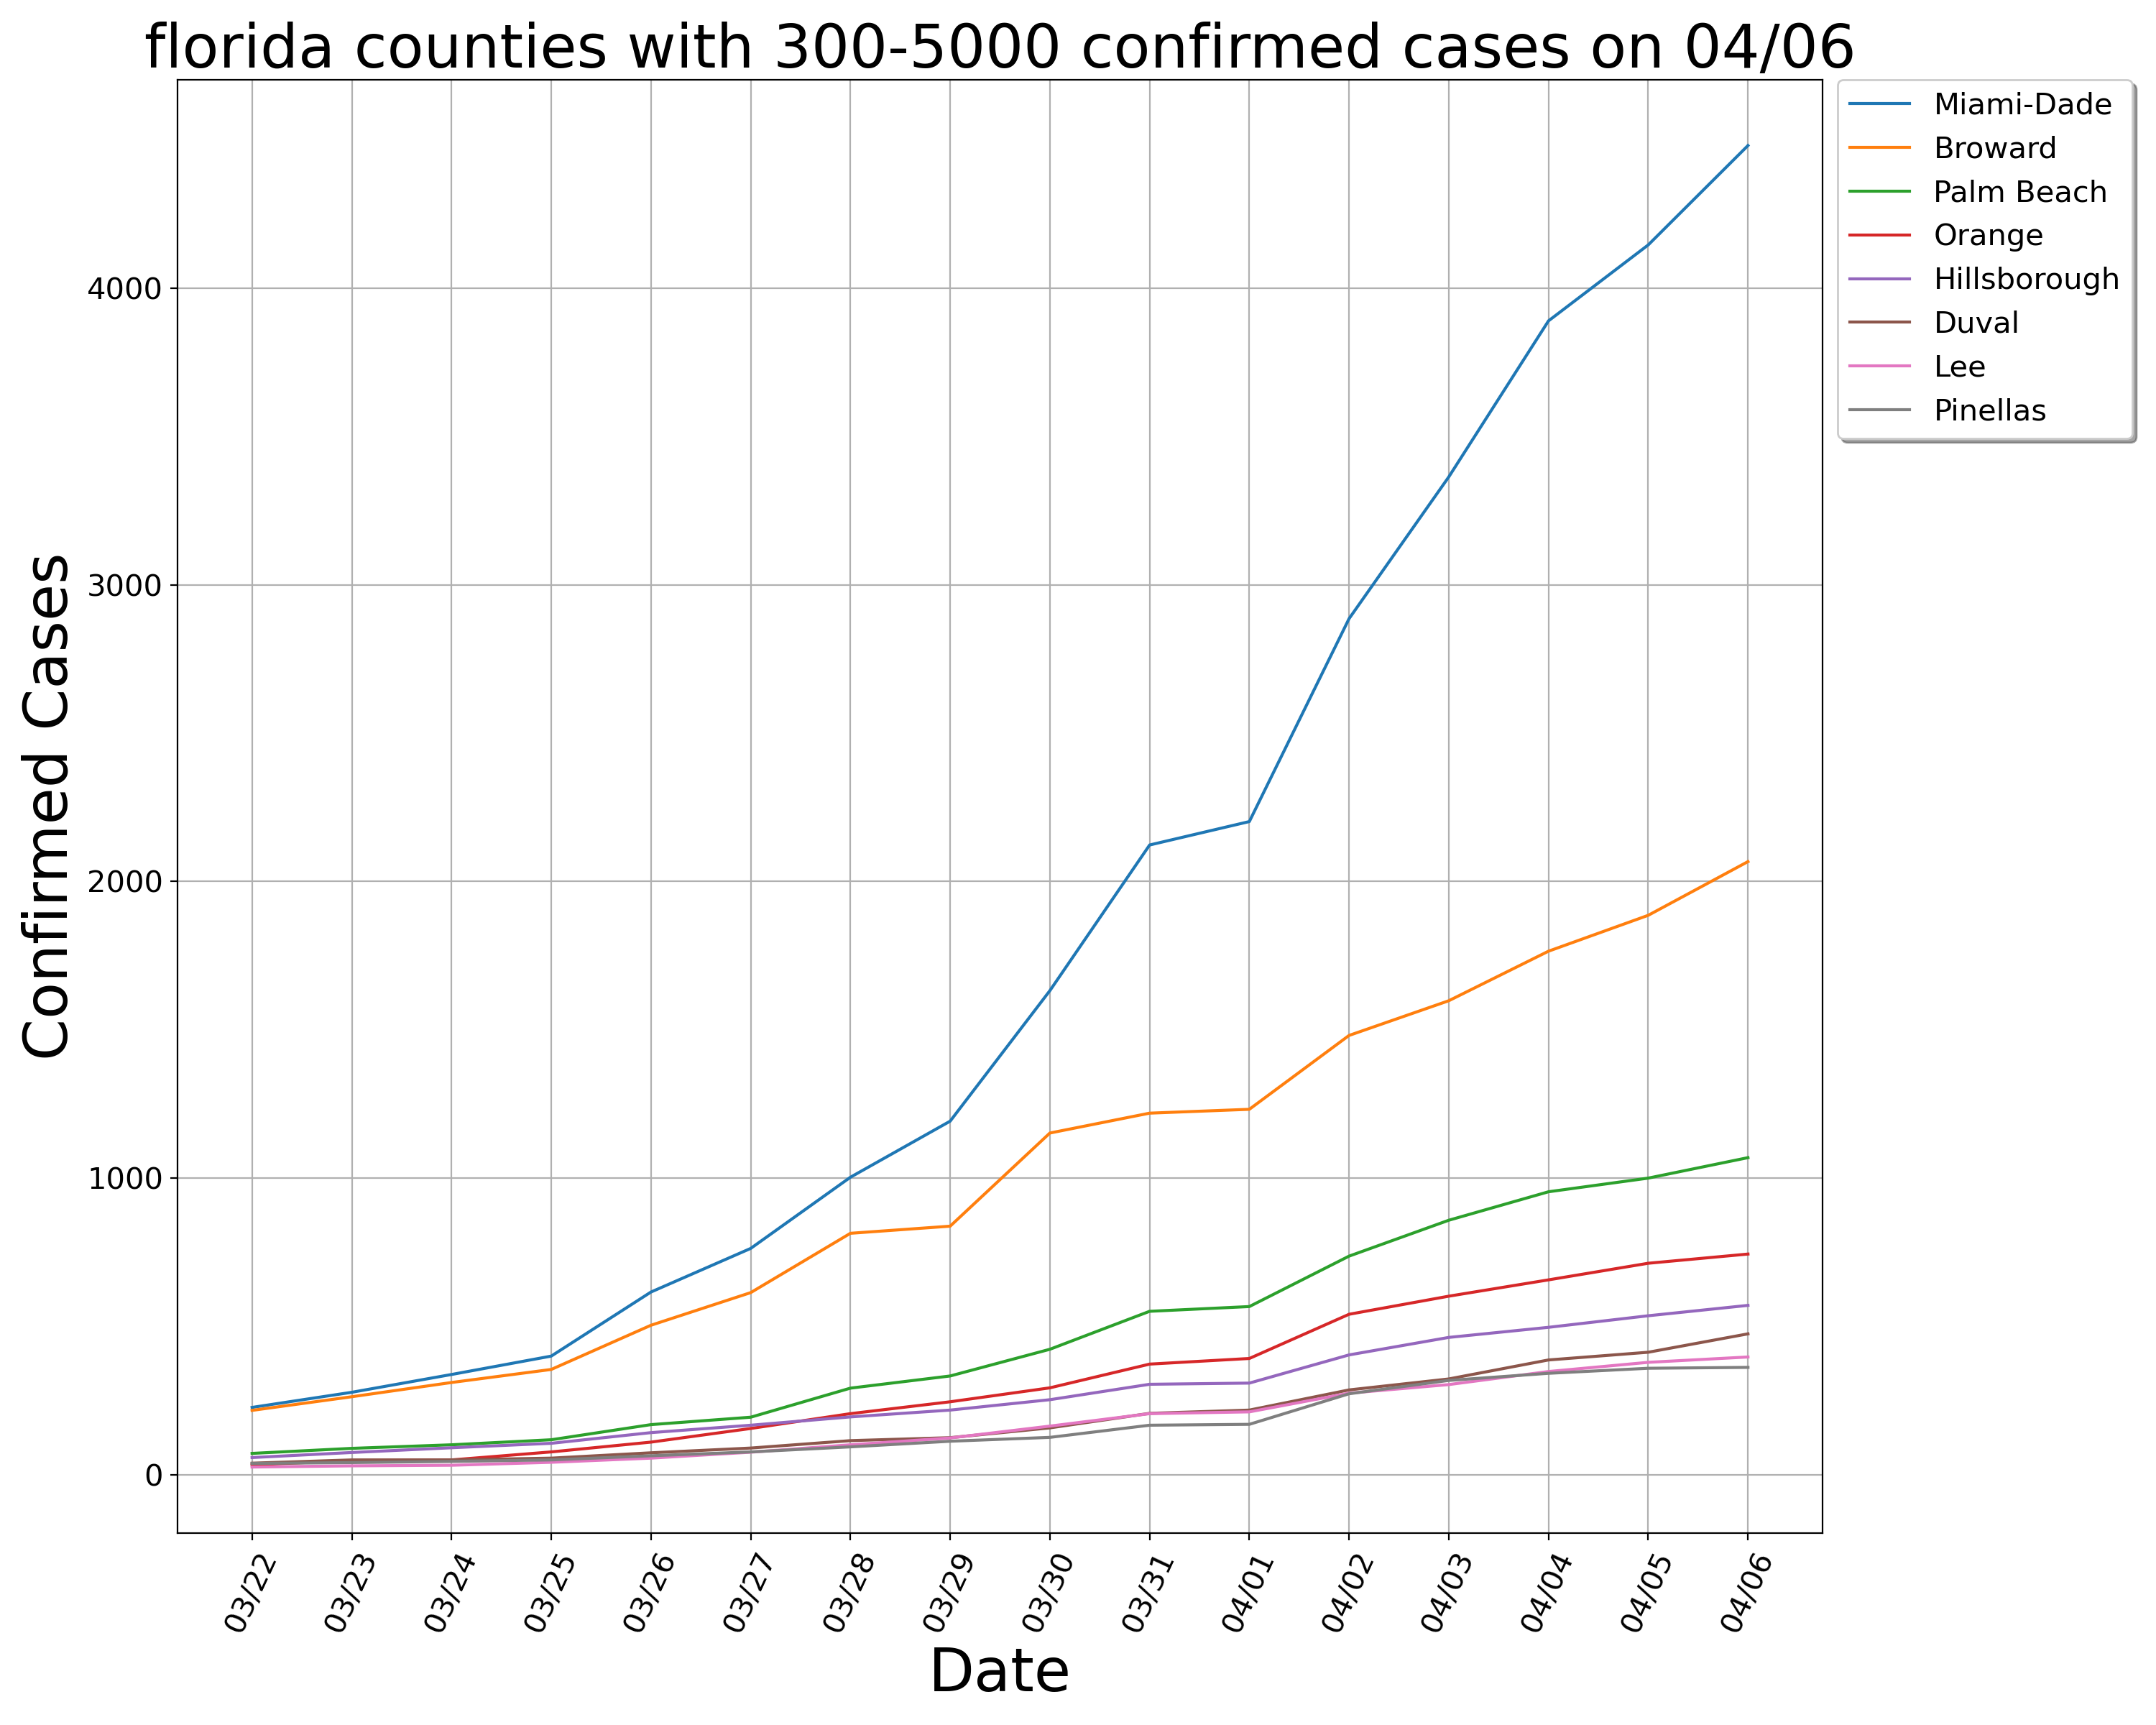 florida counties with 300-5000 confirmed cases on 04/06
Miami-Dade
Broward
Palm Beach
Orange
Hillsborough
Duval
Lee
Pinellas
Confirmed Cases
4000
3000
2000
1000
0
03/22
03/23
03/24
03/25
03/26
03/27
03/28
03/29
03/30
03/31
04/01
04/02
04/03
04/04
04/05
04/06
Date